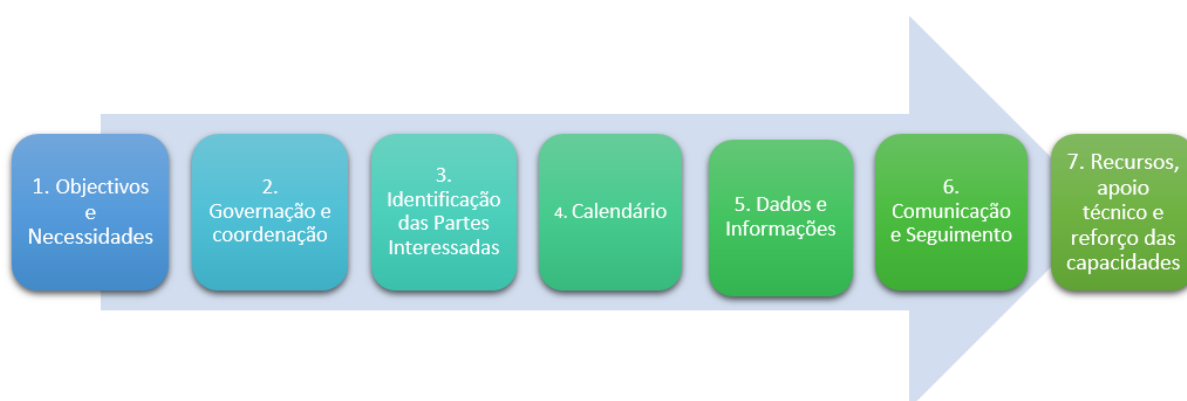 1. Objectivos
e
Necessidades
2.
Governação e
coordenação
3.
Identificação
das Partes
Interessadas
4. Calendário
5. Dados e
Informações
6.
Comunicação
e Seguimento
7. Recursos,
apoio
técnico e
reforço das
capacidades